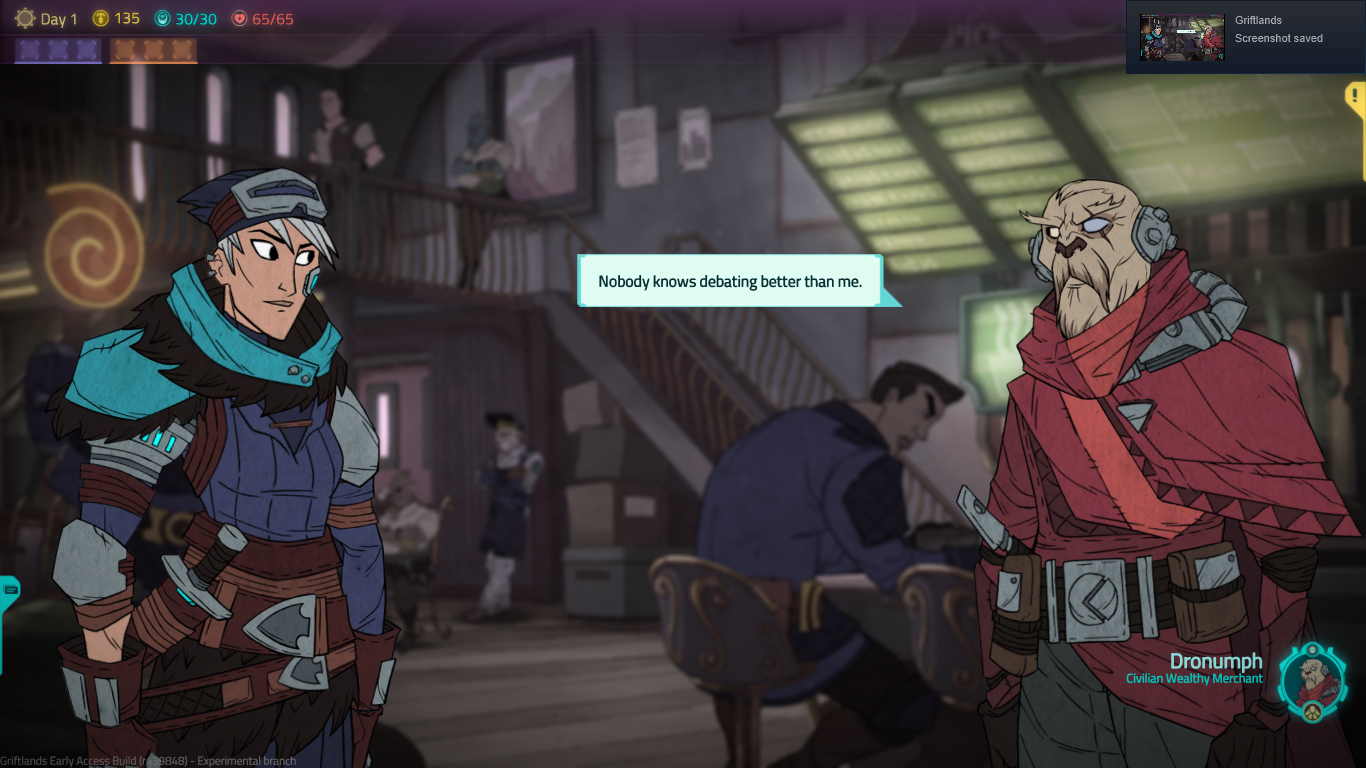 Day 1 135 30/30 65/65
Griftlands
Screenshot saved
Nobody knows debating better than me.
Dronumph
Civilian Wealthy Merchant
Griftlands Early Access Build (r439848) - Experimental branch